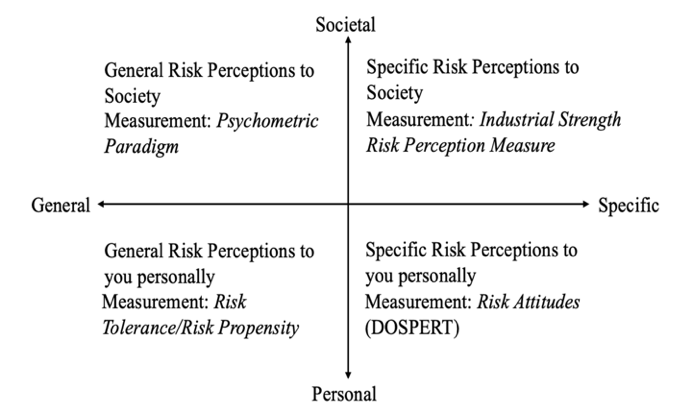 Societal
General Risk Perceptions to
Society
Measurement: Psychometric
Paradigm
Specific Risk Perceptions to
Society
Measurement: Industrial Strength
Risk Perception Measure
General
Specific
General Risk Perceptions to
you personally
Measurement: Risk
Tolerance/Risk Propensity
Specific Risk Perceptions to
you personally
Measurement: Risk Attitudes
(DOSPERT)
Personal